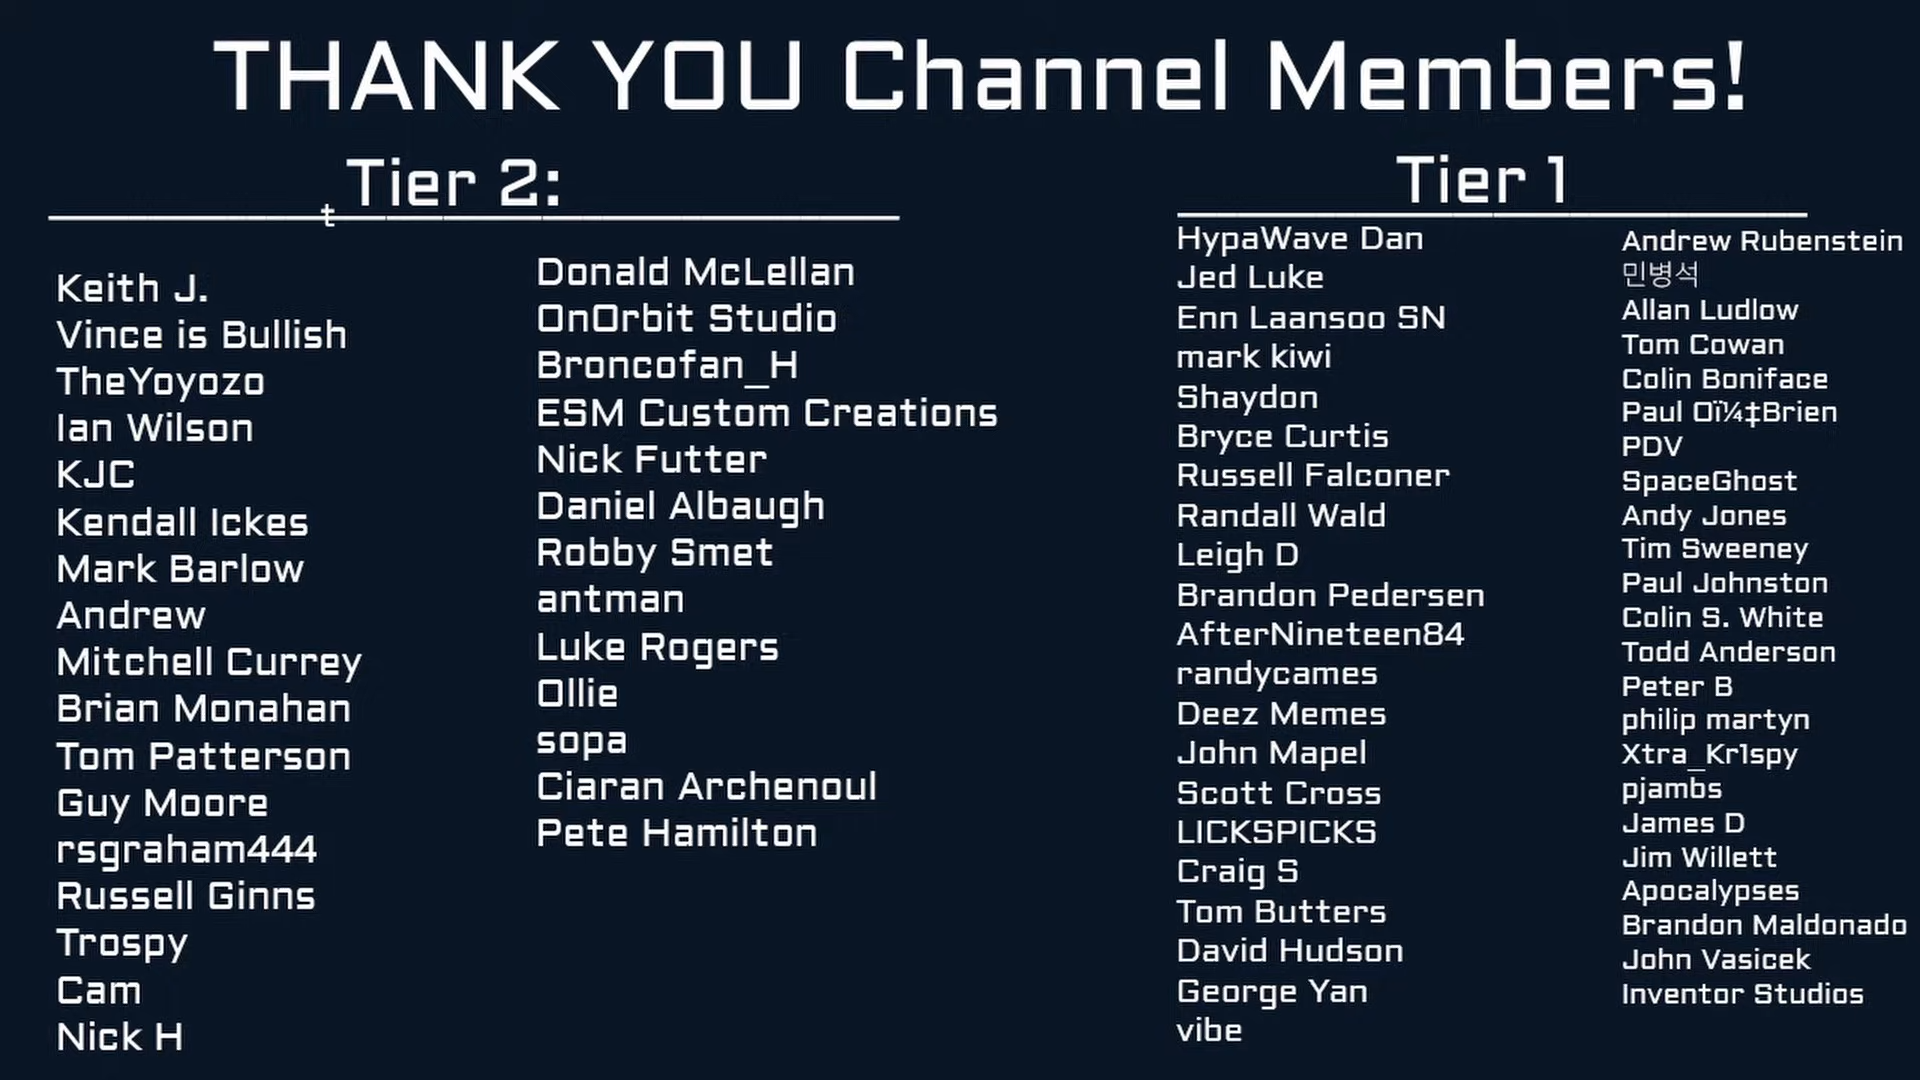 THANK YOU Channel Members!
Tier 2:
t
Keith J.
Vince is Bullish
TheYoyozo
Ian Wilson
KJC
Kendall Ickes
Mark Barlow
Andrew
Mitchell Currey
Brian Monahan
Tom Patterson
Guy Moore
rsgraham444
Russell Ginns
Trospy
Cam
Nick H
Donald McLellan
OnOrbit Studio
Broncofan_H
ESM Custom Creations
Nick Futter
Daniel Albaugh
Robby Smet
antman
Luke Rogers
Ollie
sopa
Ciaran Archenoul
Pete Hamilton
Tier 1
HypaWave Dan
Jed Luke
Enn Laansoo SN
mark kiwi
Shaydon
Bryce Curtis
Russell Falconer
Randall Wald
Leigh D
Brandon Pedersen
AfterNineteen84
randycames
Deez Memes
John Mapel
Scott Cross
LICKSPICKS
Craig S
Tom Butters
David Hudson
George Yan
vibe
Andrew Rubenstein
민병석
Allan Ludlow
Tom Cowan
Colin Boniface
Paul Oï¼‡Brien
PDV
SpaceGhost
Andy Jones
Tim Sweeney
Paul Johnston
Colin S. White
Todd Anderson
Peter B
philip martyn
Xtra_Kr1spy
pjambs
James D
Jim Willett
Apocalypses
Brandon Maldonado
John Vasicek
Inventor Studios